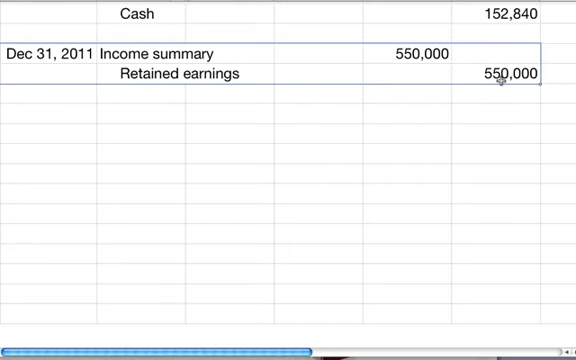 Cash 152,840
Dec 31, 2011 Income summary 550,000
Retained earnings 550,000